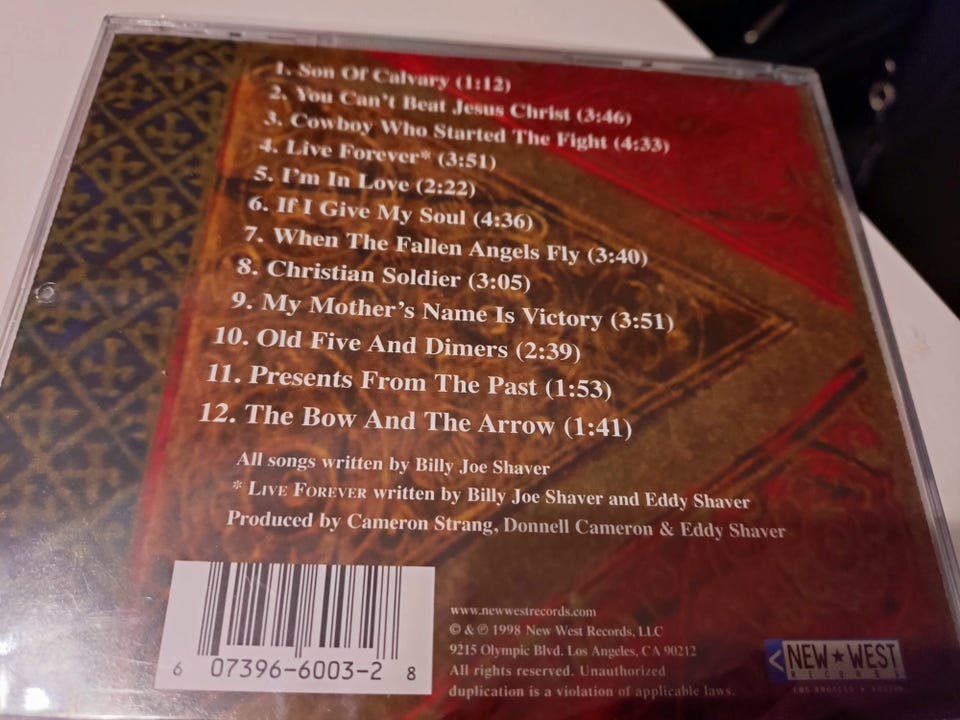 1. Son Of Calvary (1:12)
2. You Can't Beat Jesus Christ (3:46)
3. Cowboy Who Started The Fight (4:33)
4. Live Forever* (3:51)
5. I'm In Love (2:22)
6. If I Give My Soul (4:36)
7. When The Fallen Angels Fly (3:40)
8. Christian Soldier (3:05)
9. My Mother's Name Is Victory (3:51)
10. Old Five And Dimers (2:39)
11. Presents From The Past (1:53)
12. The Bow And The Arrow (1:41)
All songs written by Billy Joe Shaver
* LIVE FOREVER written by Billy Joe Shaver and Eddy Shaver
Produced by Cameron Strang, Donnell Cameron & Eddy Shaver
6 07396-6003-2 8
www.newwestrecords.com
© & ℗ 1998 New West Records, LLC
9215 Olympic Blvd. Los Angeles, CA 90212
All rights reserved. Unauthorized
duplication is a violation of applicable laws.
NEW★WEST
RECORDS
LOS ANGELES • AUSTIN